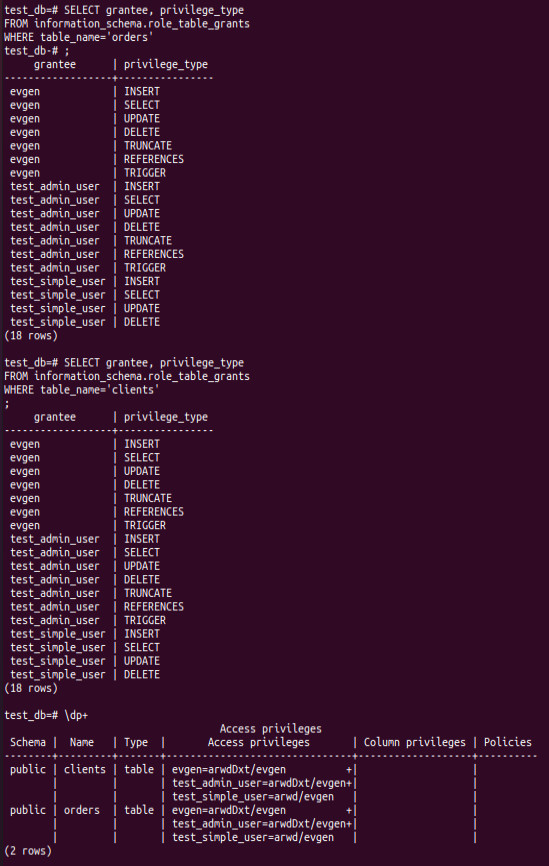 test_db=# SELECT grantee, privilege_type
FROM information_schema.role_table_grants
WHERE table_name='orders'
test_db-# ;
     grantee      | privilege_type
------------------+----------------
 evgen            | INSERT
 evgen            | SELECT
 evgen            | UPDATE
 evgen            | DELETE
 evgen            | TRUNCATE
 evgen            | REFERENCES
 evgen            | TRIGGER
 test_admin_user  | INSERT
 test_admin_user  | SELECT
 test_admin_user  | UPDATE
 test_admin_user  | DELETE
 test_admin_user  | TRUNCATE
 test_admin_user  | REFERENCES
 test_admin_user  | TRIGGER
 test_simple_user | INSERT
 test_simple_user | SELECT
 test_simple_user | UPDATE
 test_simple_user | DELETE
(18 rows)

test_db=# SELECT grantee, privilege_type
FROM information_schema.role_table_grants
WHERE table_name='clients'
;
     grantee      | privilege_type
------------------+----------------
 evgen            | INSERT
 evgen            | SELECT
 evgen            | UPDATE
 evgen            | DELETE
 evgen            | TRUNCATE
 evgen            | REFERENCES
 evgen            | TRIGGER
 test_admin_user  | INSERT
 test_admin_user  | SELECT
 test_admin_user  | UPDATE
 test_admin_user  | DELETE
 test_admin_user  | TRUNCATE
 test_admin_user  | REFERENCES
 test_admin_user  | TRIGGER
 test_simple_user | INSERT
 test_simple_user | SELECT
 test_simple_user | UPDATE
 test_simple_user | DELETE
(18 rows)

test_db=# \dp+
                                    Access privileges
 Schema |  Name   | Type  |       Access privileges       | Column privileges | Policies
--------+---------+-------+-------------------------------+-------------------+----------
 public | clients | table | evgen=arwdDxt/evgen          +|                   |
        |         |       | test_admin_user=arwdDxt/evgen+|                   |
        |         |       | test_simple_user=arwd/evgen   |                   |
 public | orders  | table | evgen=arwdDxt/evgen          +|                   |
        |         |       | test_admin_user=arwdDxt/evgen+|                   |
        |         |       | test_simple_user=arwd/evgen   |                   |
(2 rows)